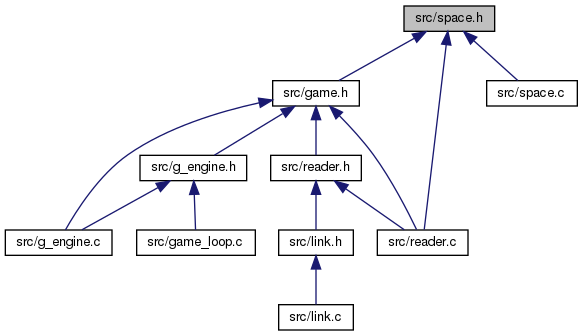 src/space.h
src/game.h
src/space.c
src/g_engine.h
src/reader.h
src/g_engine.c
src/game_loop.c
src/link.h
src/reader.c
src/link.c